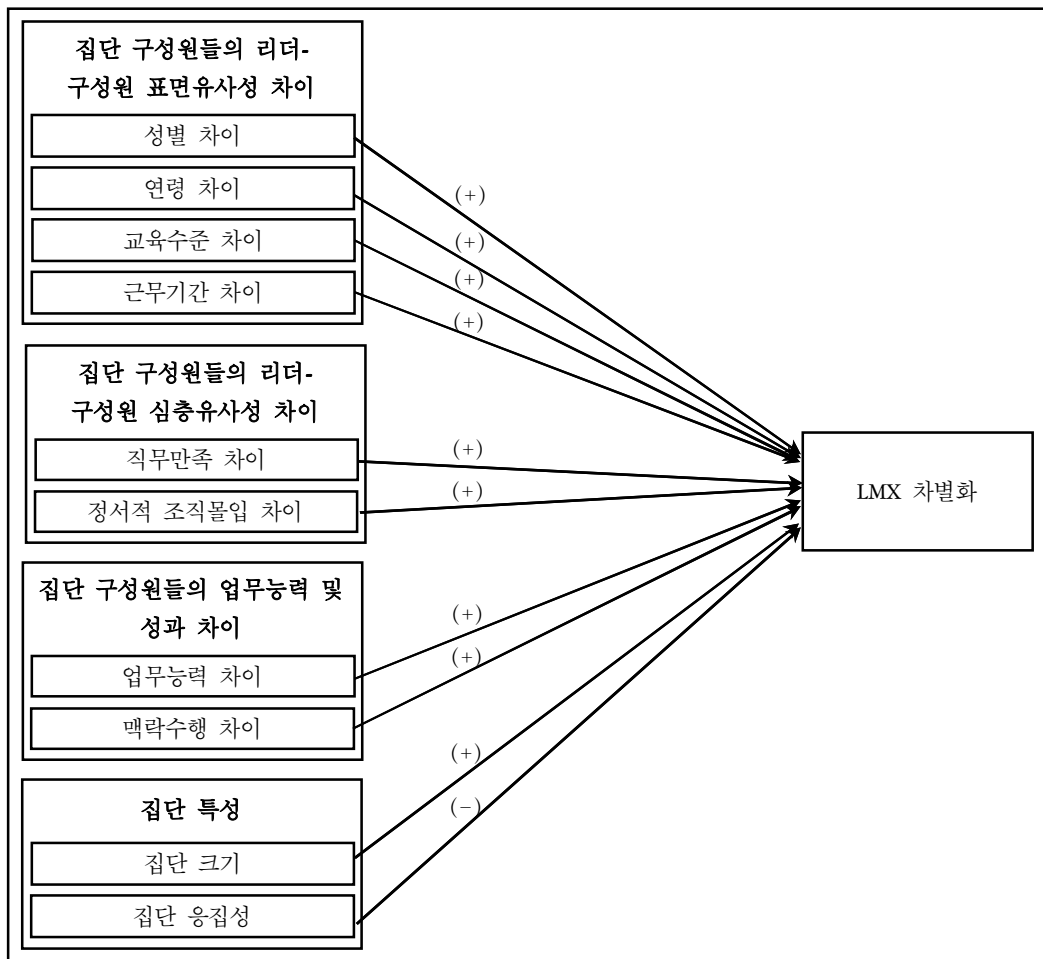 집단 구성원들의 리더-
구성원 표면유사성 차이
성별 차이
연령 차이
교육수준 차이
근무기간 차이
(+)
(+)
(+)
(+)
집단 구성원들의 리더-
구성원 심층유사성 차이
직무만족 차이
정서적 조직몰입 차이
(+)
(+)
LMX 차별화
집단 구성원들의 업무능력 및
성과 차이
업무능력 차이
맥락수행 차이
(+)
(+)
집단 특성
집단 크기
집단 응집성
(+)
(-)